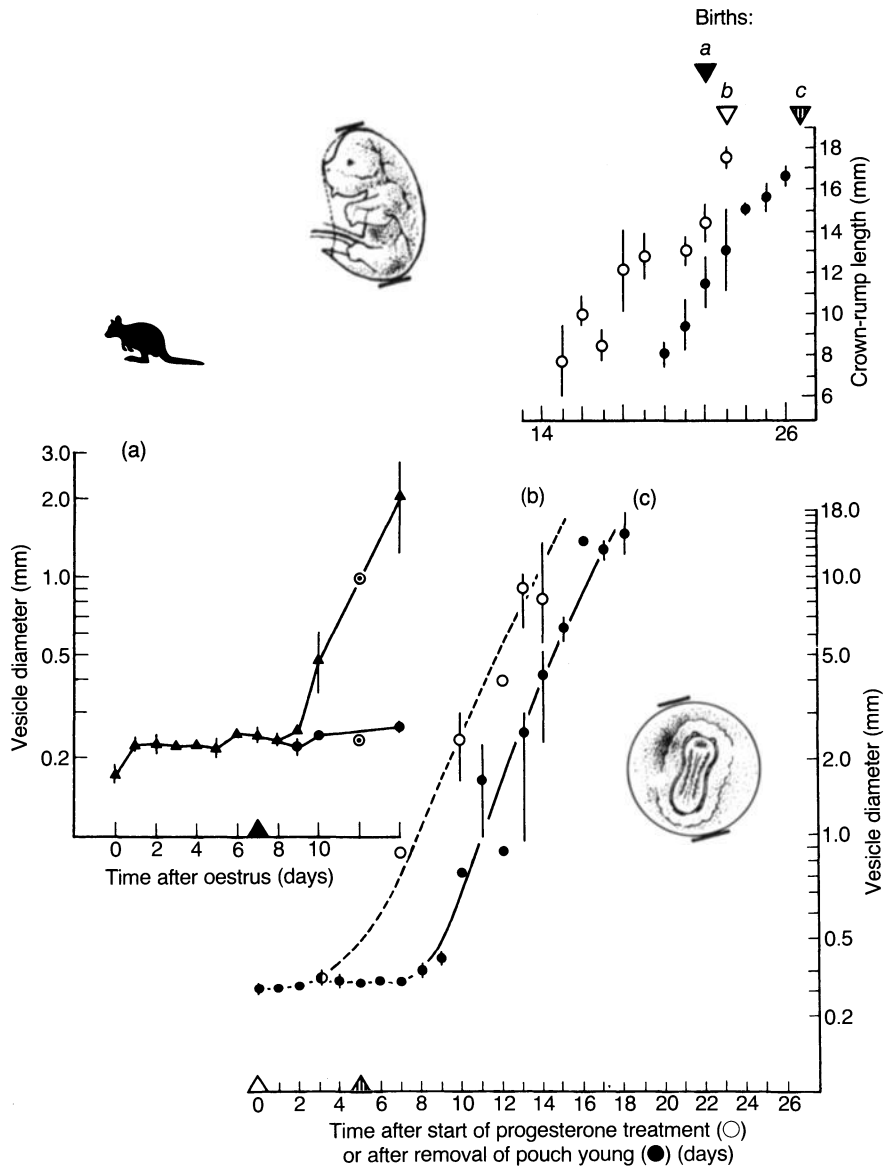 Births:
a
b c
18
16
14
12
10
8
6
Crown-rump length (mm)
14 26
(a)
3.0
2.0
1.0
0.5
0.2
Vesicle diameter (mm)
0 2 4 6 8 10
Time after oestrus (days)
(b) (c)
18.0
10.0
5.0
2.0
1.0
0.5
0.2
Vesicle diameter (mm)
0 2 4 6 8 10 12 14 16 18 20 22 24 26
Time after start of progesterone treatment (○)
or after removal of pouch young (●) (days)